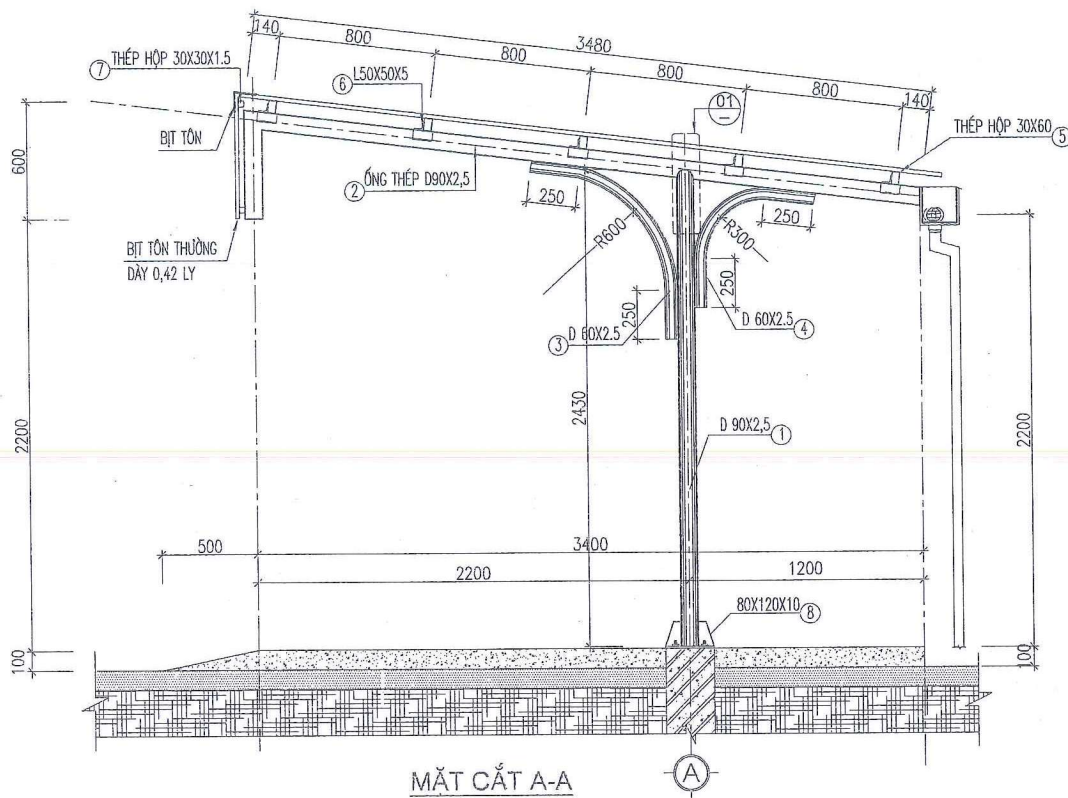 3480
140
800
800
800
800
140
THÉP HỘP 30X30X1.5
7
L50X50X5
6
01
THÉP HỘP 30X60
5
BỊT TÔN
600
ỐNG THÉP D90X2,5
2
250
250
R600
R300
BỊT TÔN THƯỜNG
DÀY 0,42 LY
250
250
D 60X2.5
3
D 60X2.5
4
2200
2430
2200
D 90X2,5
1
500
3400
2200
1200
80X120X10
8
100
100
MẶT CẮT A-A
A